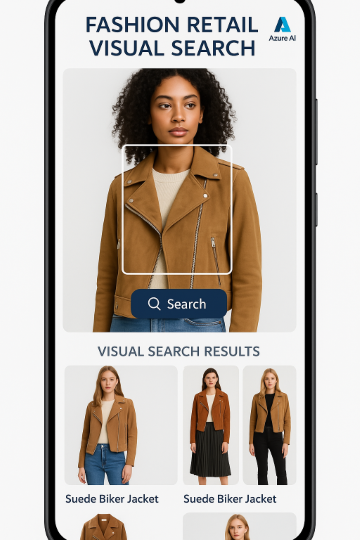 FASHION RETAIL
VISUAL SEARCH
Azure AI
Search
VISUAL SEARCH RESULTS
Suede Biker Jacket
Suede Biker Jacket